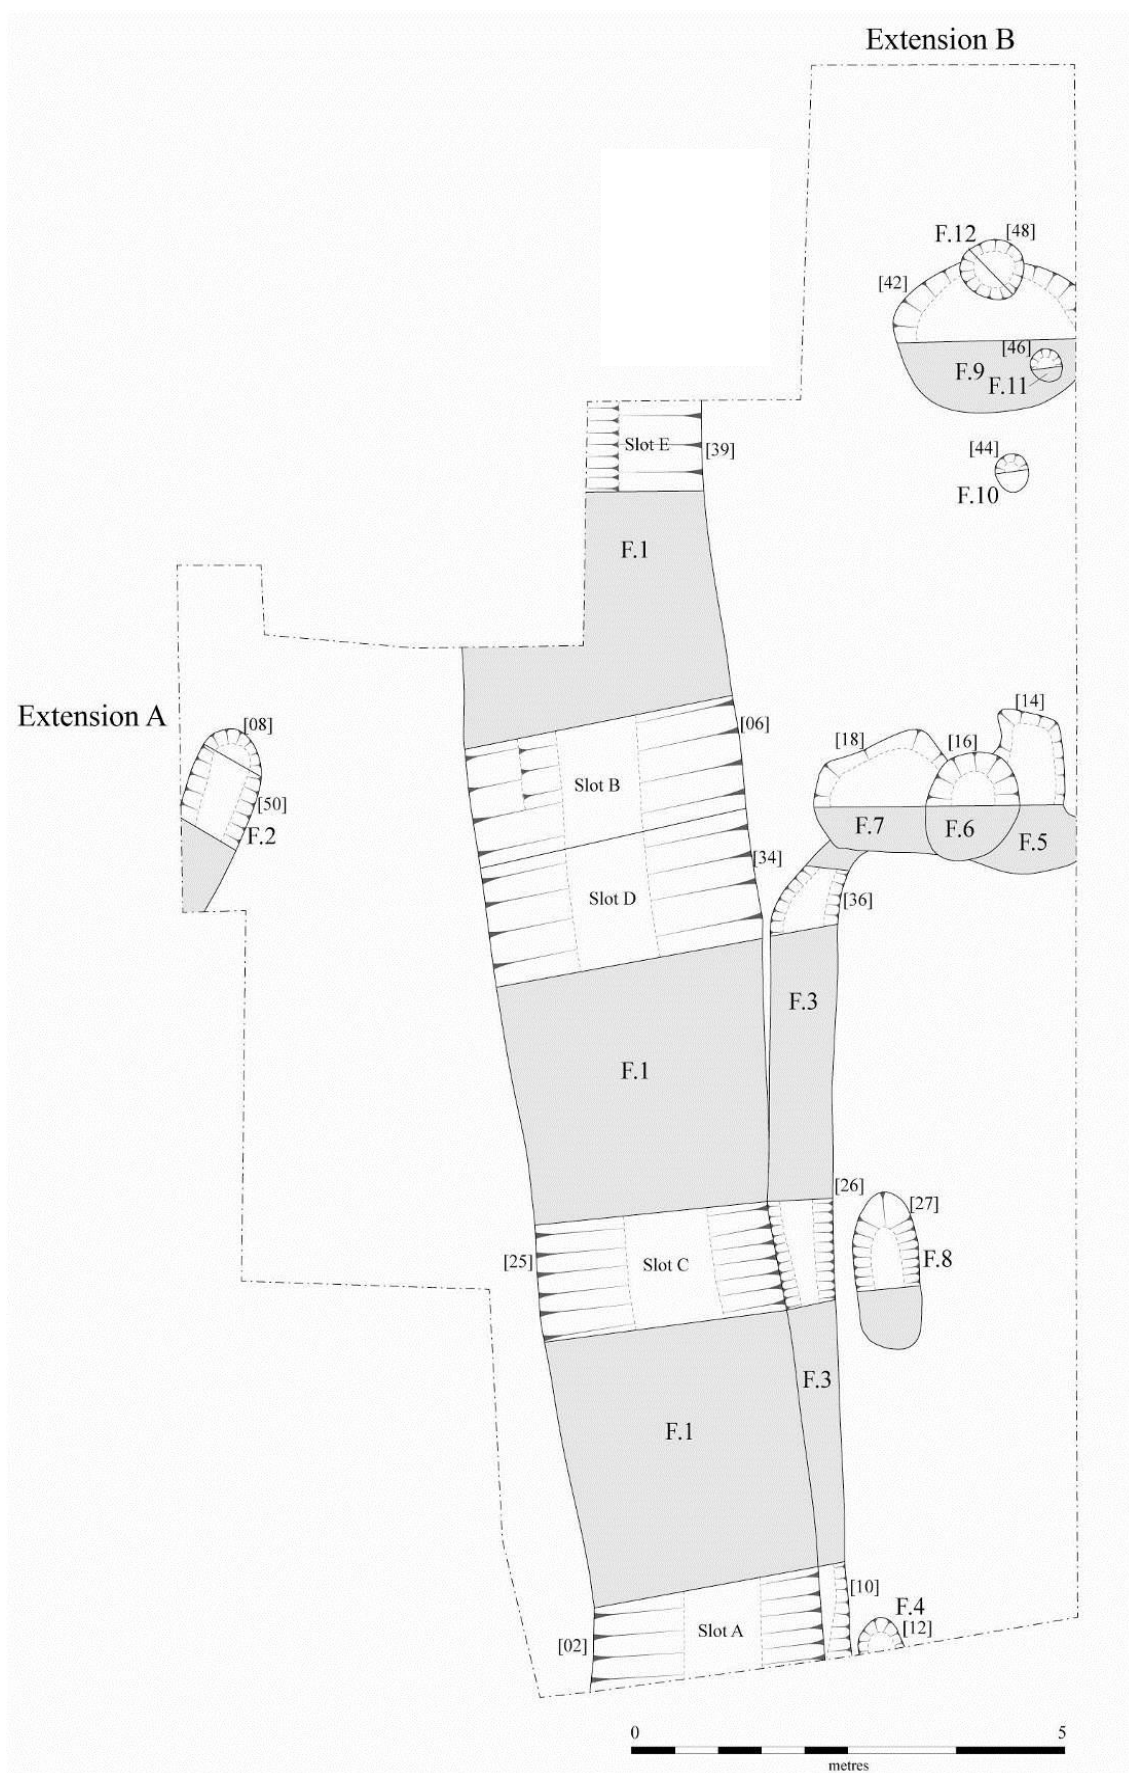 Extension B
F.12
[48]
[42]
[46]
F.9
F.11
Slot E
[39]
[44]
F.10
F.1
Extension A
[08]
[14]
[06]
[18]
[16]
Slot B
[50]
F.2
F.7
F.6
F.5
[34]
Slot D
[36]
F.3
F.1
[26]
[27]
[25]
Slot C
F.8
F.3
F.1
[10]
F.4
[12]
Slot A
[02]
0
5
metres